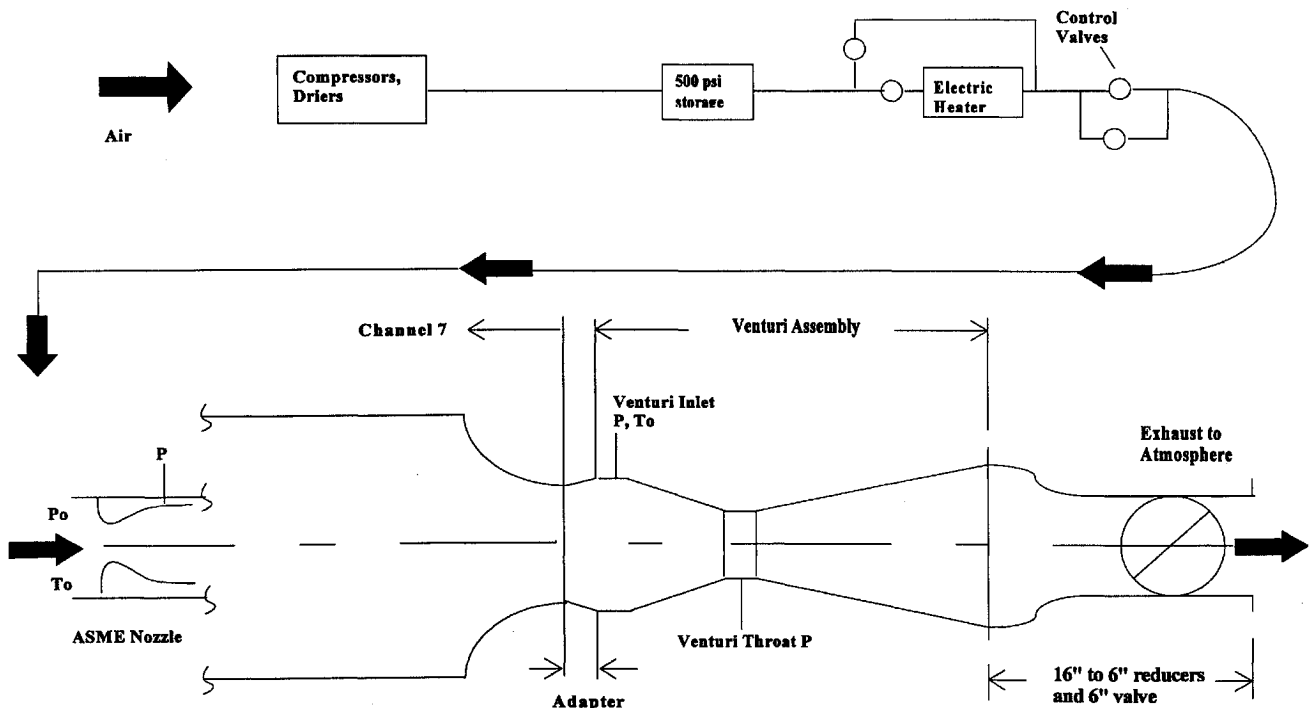 Control
Valves
Compressors,
Driers
500 psi
storage
Electric
Heater
Air
Channel 7
Venturi Assembly
Venturi Inlet
P, To
Exhaust to
Atmosphere
P
Po
To
ASME Nozzle
Venturi Throat P
Adapter
16" to 6" reducers
and 6" valve